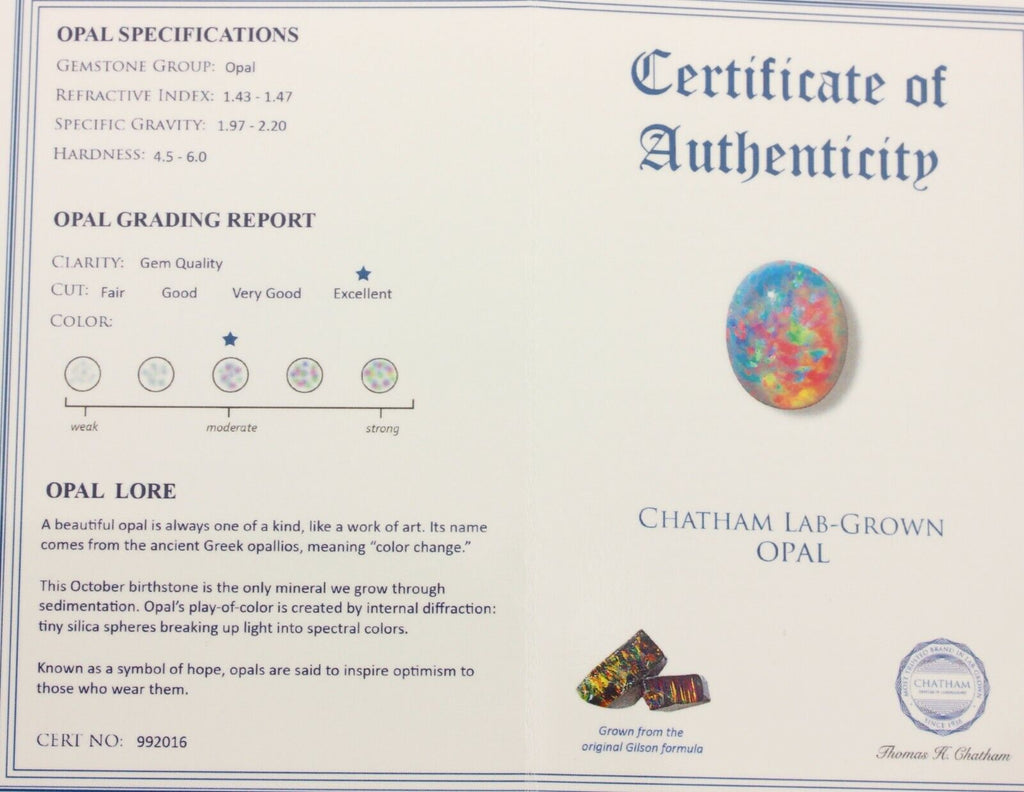 OPAL SPECIFICATIONS
GEMSTONE GROUP: Opal
REFRACTIVE INDEX: 1.43 - 1.47
SPECIFIC GRAVITY: 1.97 - 2.20
HARDNESS: 4.5 - 6.0
OPAL GRADING REPORT
CLARITY: Gem Quality
CUT: Fair Good Very Good Excellent
COLOR:
weak moderate strong
OPAL LORE
A beautiful opal is always one of a kind, like a work of art. Its name
comes from the ancient Greek opallios, meaning “color change.”
This October birthstone is the only mineral we grow through
sedimentation. Opal’s play-of-color is created by internal diffraction:
tiny silica spheres breaking up light into spectral colors.
Known as a symbol of hope, opals are said to inspire optimism to
those who wear them.
CERT NO: 992016
Certificate of
Authenticity
CHATHAM LAB-GROWN
OPAL
Grown from the
original Gilson formula
MOST TRUSTED BRAND IN LAB-GROWN
CHATHAM
SINCE 1938
Thomas H. Chatham